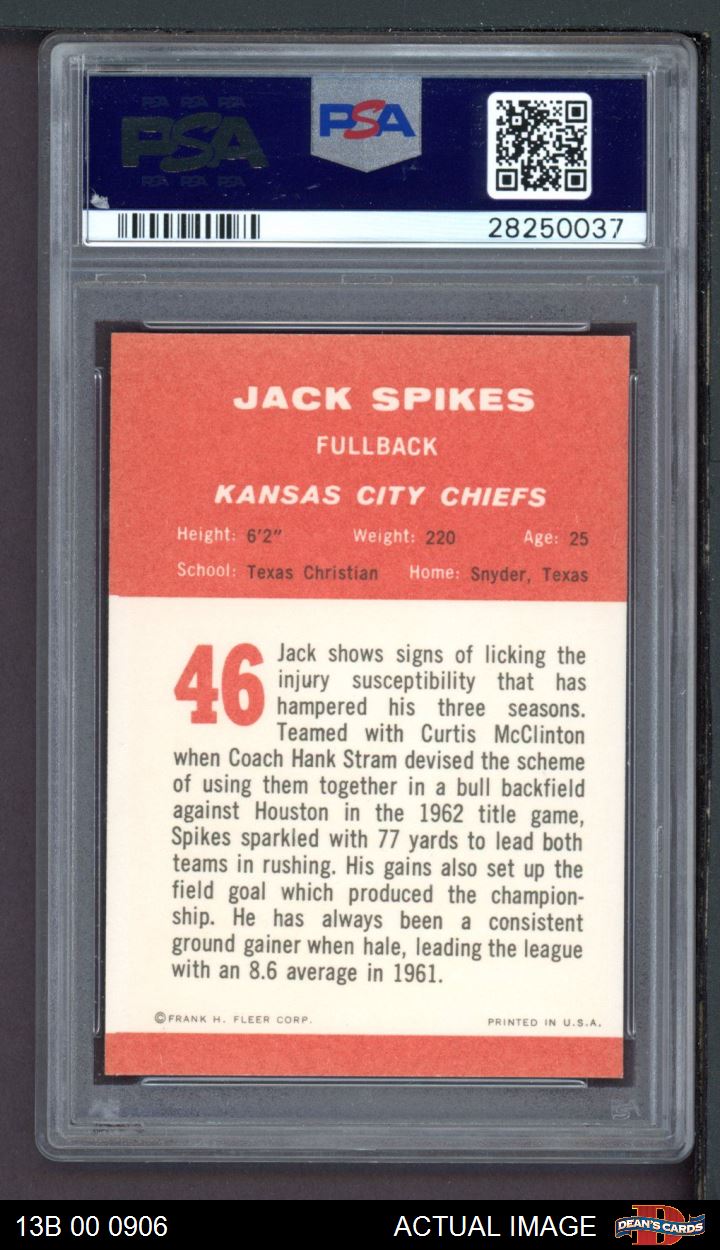 PSA PSA PSA
PSA
PSA PSA PSA
PSA
28250037
JACK SPIKES
FULLBACK
KANSAS CITY CHIEFS
Height: 6'2" Weight: 220 Age: 25
School: Texas Christian Home: Snyder, Texas
46 Jack shows signs of licking the
injury susceptibility that has
hampered his three seasons.
Teamed with Curtis McClinton
when Coach Hank Stram devised the scheme
of using them together in a bull backfield
against Houston in the 1962 title game,
Spikes sparkled with 77 yards to lead both
teams in rushing. His gains also set up the
field goal which produced the champion-
ship. He has always been a consistent
ground gainer when hale, leading the league
with an 8.6 average in 1961.
©FRANK H. FLEER CORP. PRINTED IN U.S.A.
13B 00 0906 ACTUAL IMAGE DEAN'S CARDS